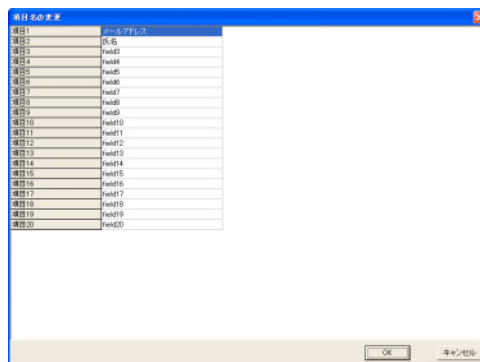 項目名の変更
項目1 メールアドレス
項目2 氏名
項目3 field3
項目4 field4
項目5 field5
項目6 field6
項目7 field7
項目8 field8
項目9 field9
項目10 field10
項目11 field11
項目12 field12
項目13 field13
項目14 field14
項目15 field15
項目16 field16
項目17 field17
項目18 field18
項目19 field19
項目20 field20
OK キャンセル